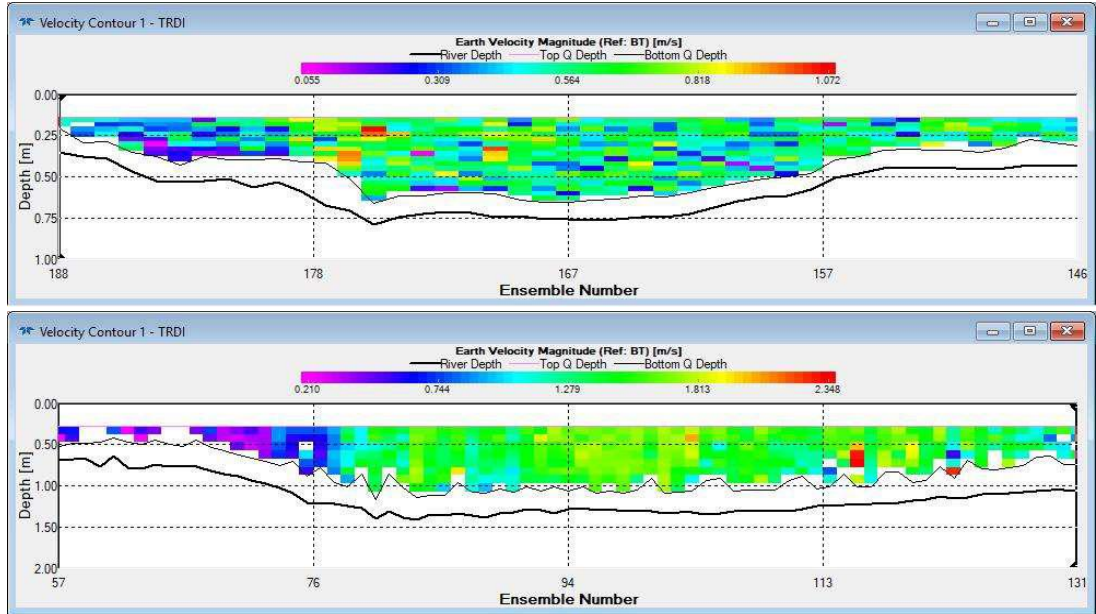 Velocity Contour 1 - TRDI
Earth Velocity Magnitude (Ref: BT) [m/s]
River Depth Top Q Depth Bottom Q Depth
0.055 0.309 0.564 0.818 1.072
0.00
0.25
0.50
0.75
1.00
Depth [m]
188 178 167 157 146
Ensemble Number
Velocity Contour 1 - TRDI
Earth Velocity Magnitude (Ref: BT) [m/s]
River Depth Top Q Depth Bottom Q Depth
0.210 0.744 1.279 1.813 2.348
0.00
0.50
1.00
1.50
2.00
Depth [m]
57 76 94 113 131
Ensemble Number